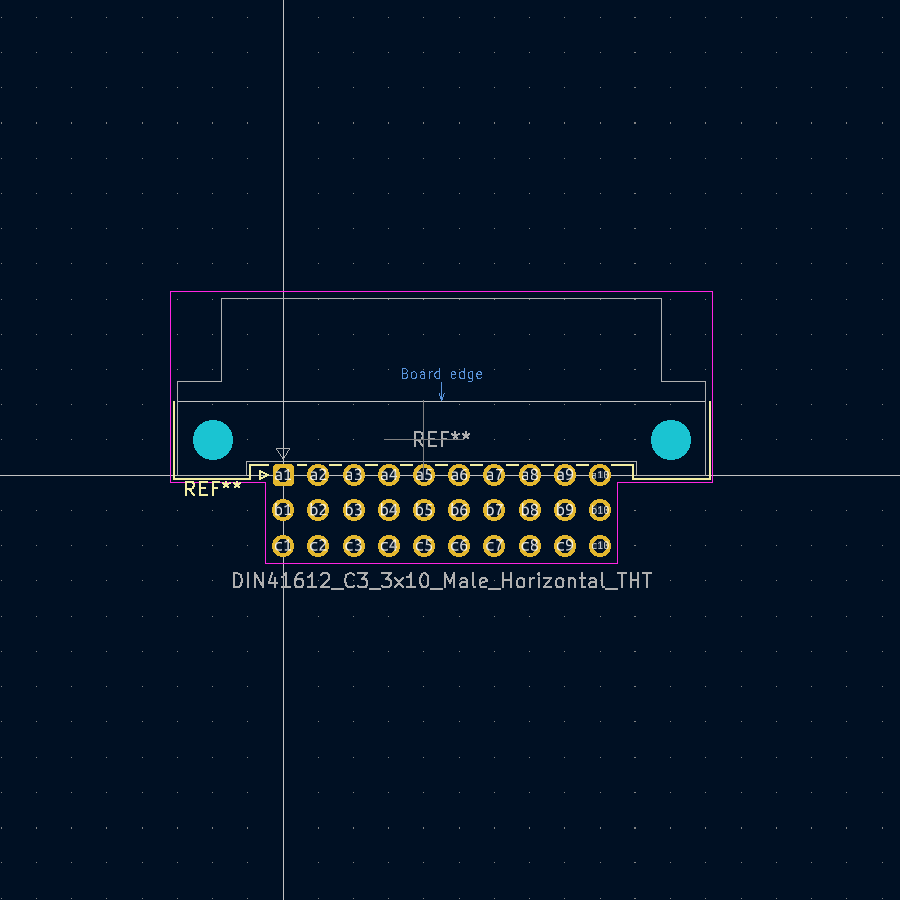 Board edge
REF**
a1 a2 a3 a4 a5 a6 a7 a8 a9 a10
REF**
b1 b2 b3 b4 b5 b6 b7 b8 b9 b10
c1 c2 c3 c4 c5 c6 c7 c8 c9 c10
DIN41612_C3_3x10_Male_Horizontal_THT